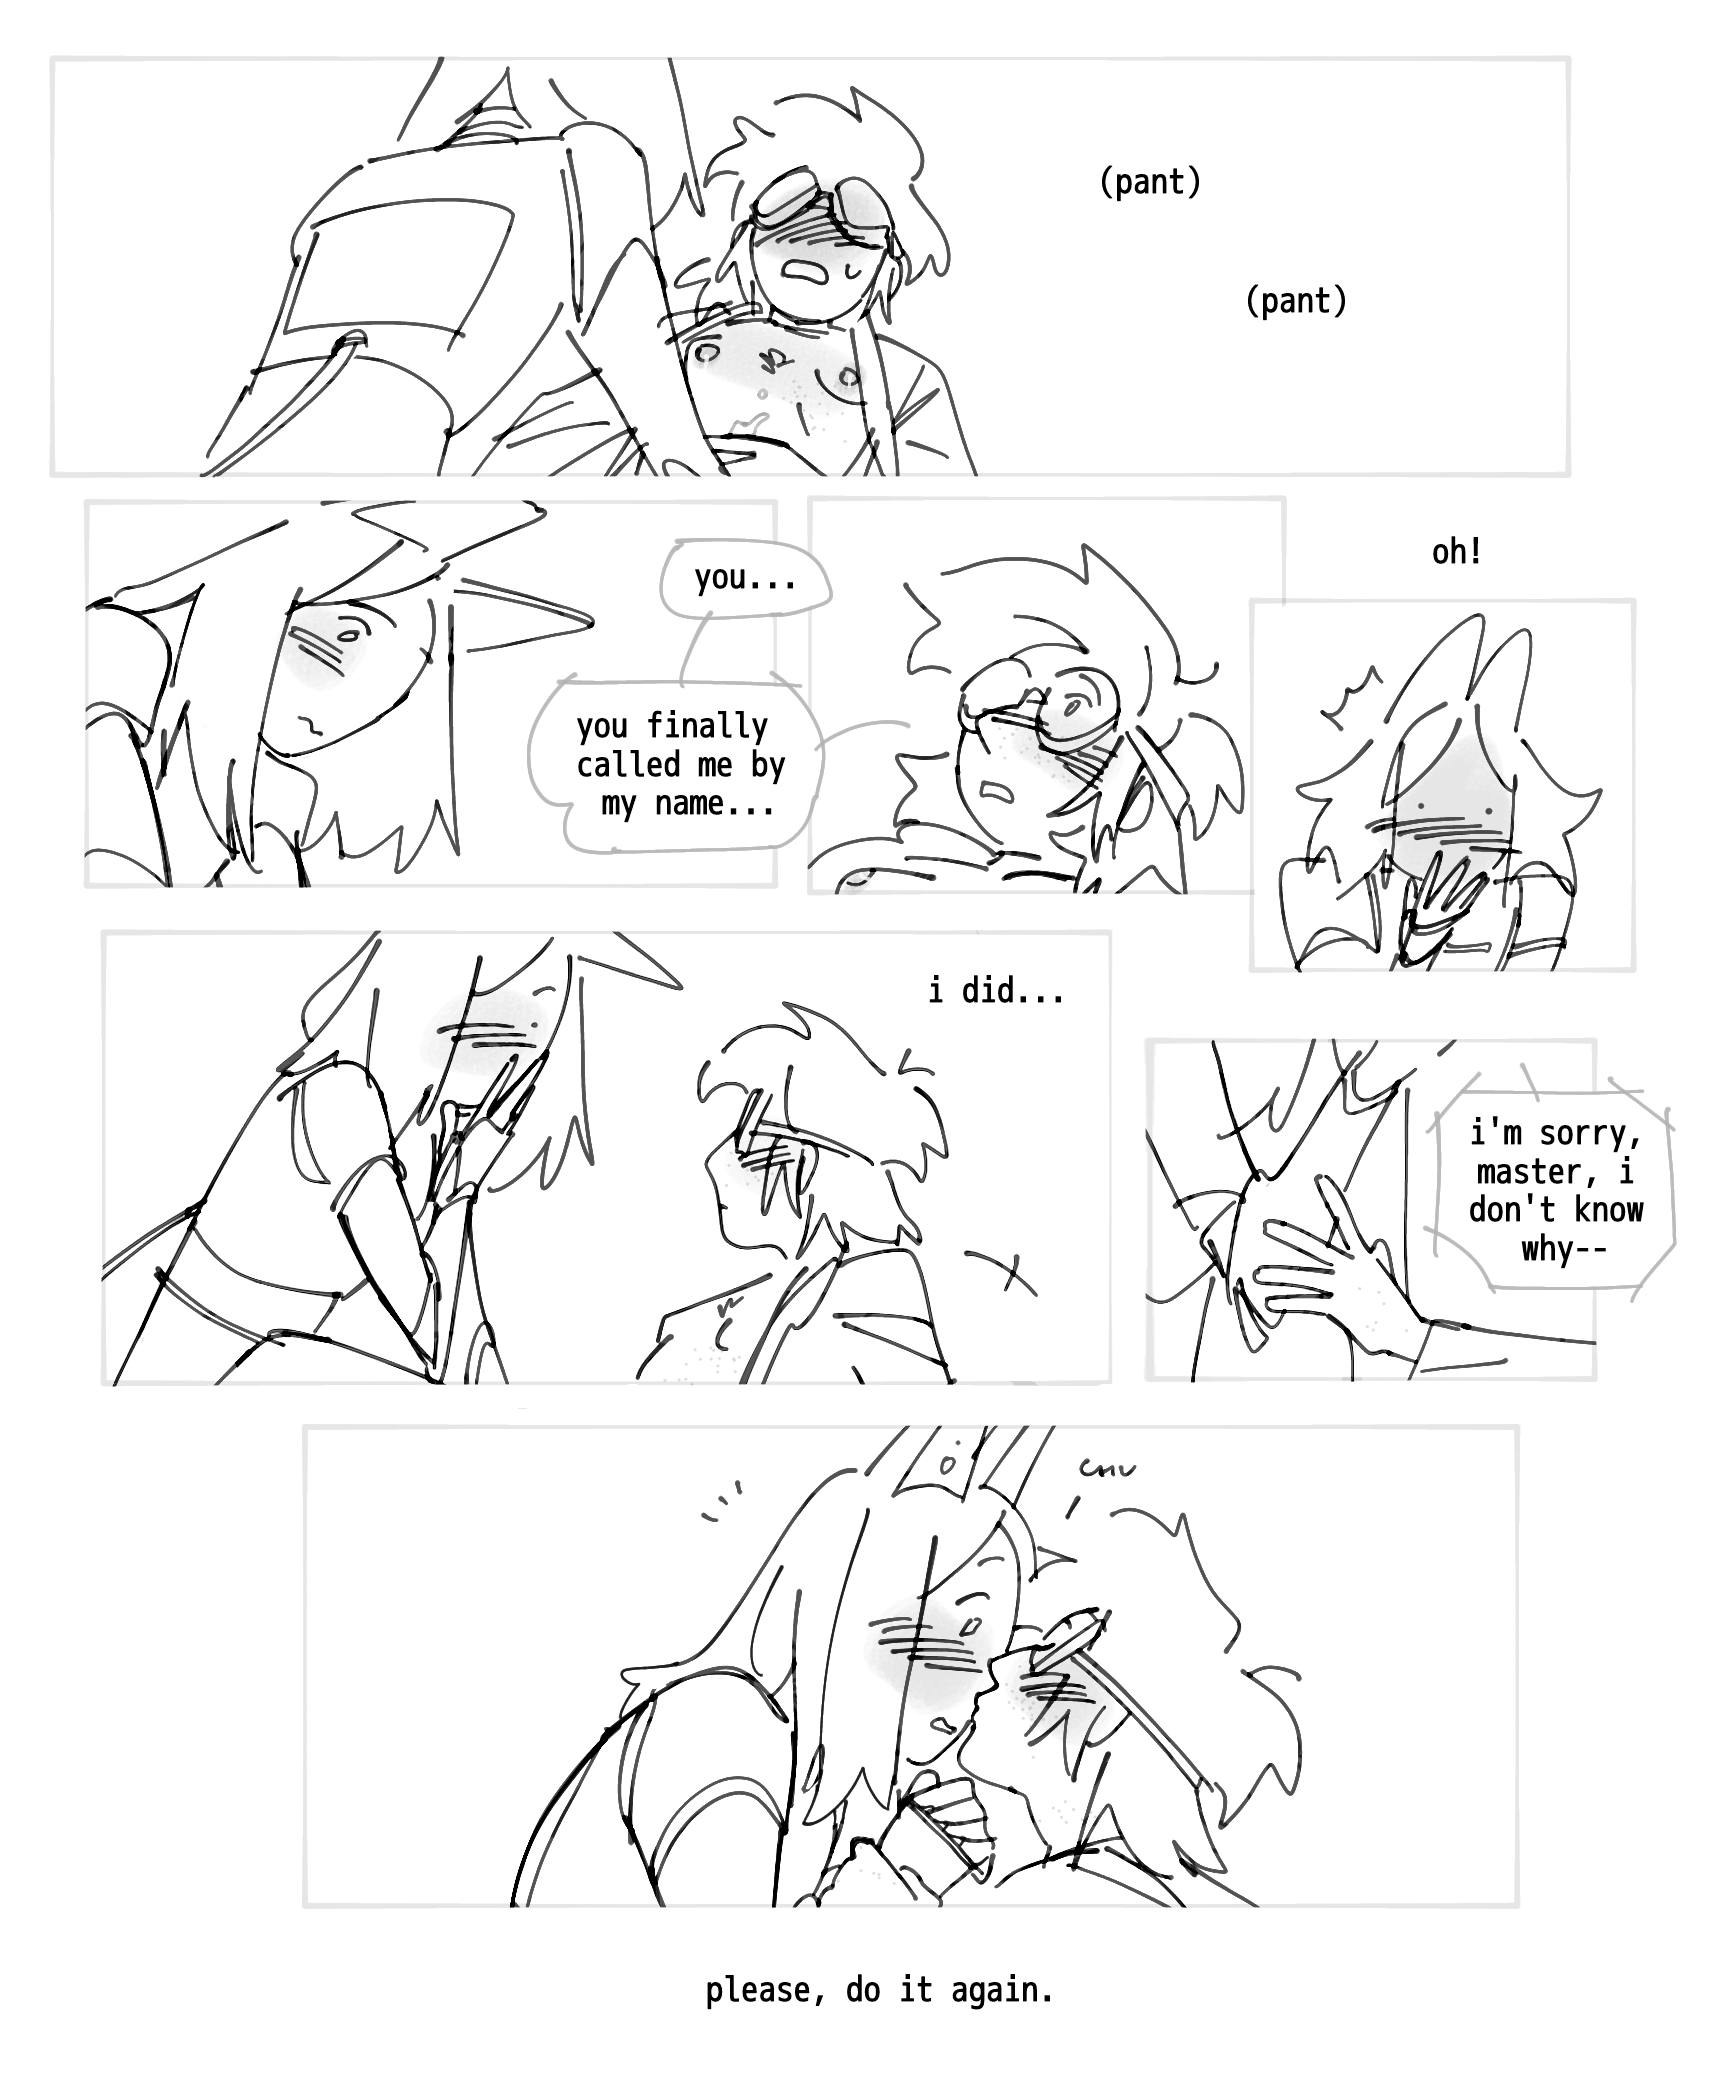 (pant)
(pant)
you...
you finally
called me by
my name...
oh!
i did...
i'm sorry,
master, i
don't know
why--
please, do it again.